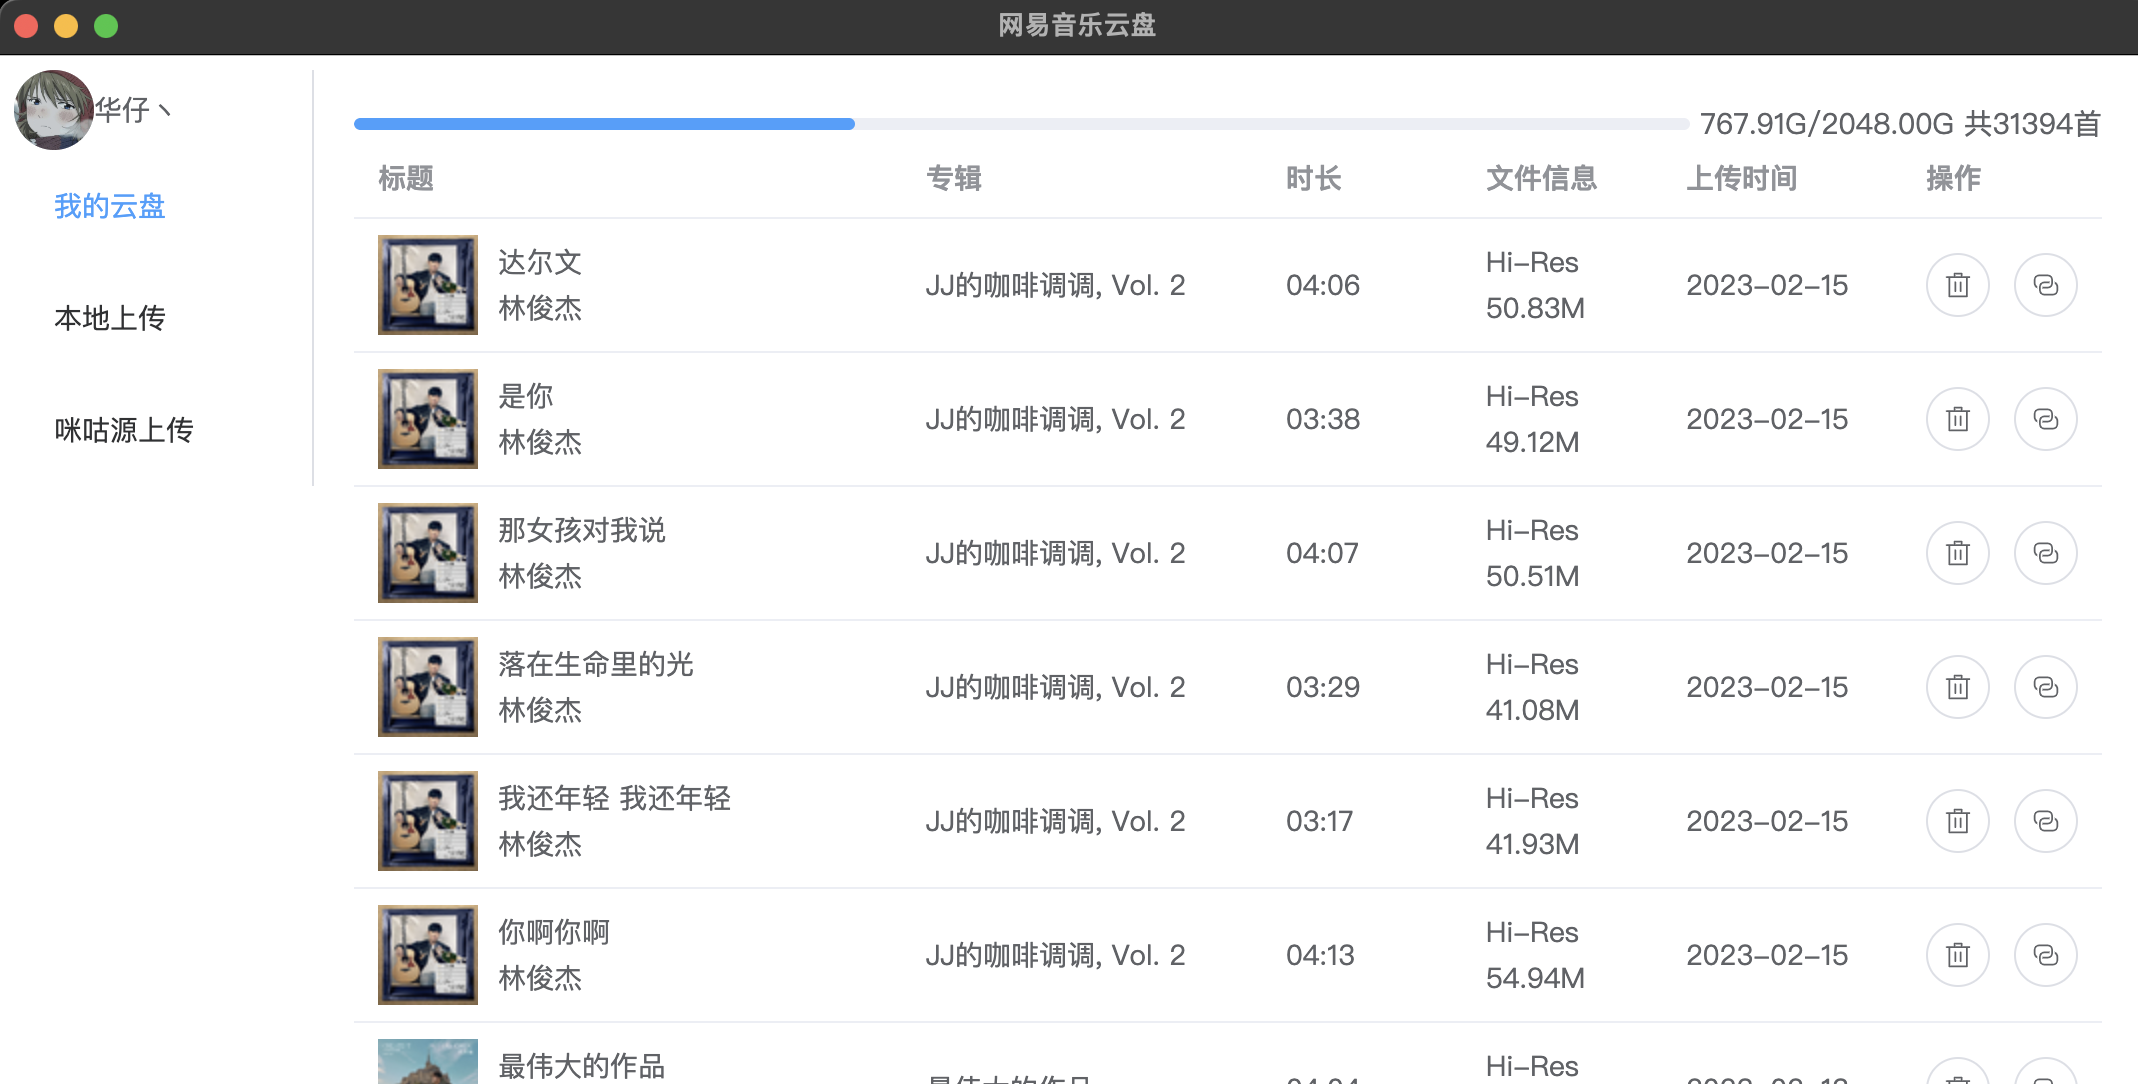 网易音乐云盘
华仔丶
我的云盘
本地上传
咪咕源上传
767.91G/2048.00G 共31394首
标题 专辑 时长 文件信息 上传时间 操作
达尔文
林俊杰
JJ的咖啡调调, Vol. 2
04:06
Hi-Res
50.83M
2023-02-15
是你
林俊杰
JJ的咖啡调调, Vol. 2
03:38
Hi-Res
49.12M
2023-02-15
那女孩对我说
林俊杰
JJ的咖啡调调, Vol. 2
04:07
Hi-Res
50.51M
2023-02-15
落在生命里的光
林俊杰
JJ的咖啡调调, Vol. 2
03:29
Hi-Res
41.08M
2023-02-15
我还年轻 我还年轻
林俊杰
JJ的咖啡调调, Vol. 2
03:17
Hi-Res
41.93M
2023-02-15
你啊你啊
林俊杰
JJ的咖啡调调, Vol. 2
04:13
Hi-Res
54.94M
2023-02-15
最伟大的作品
最伟大的作品
Hi-Res